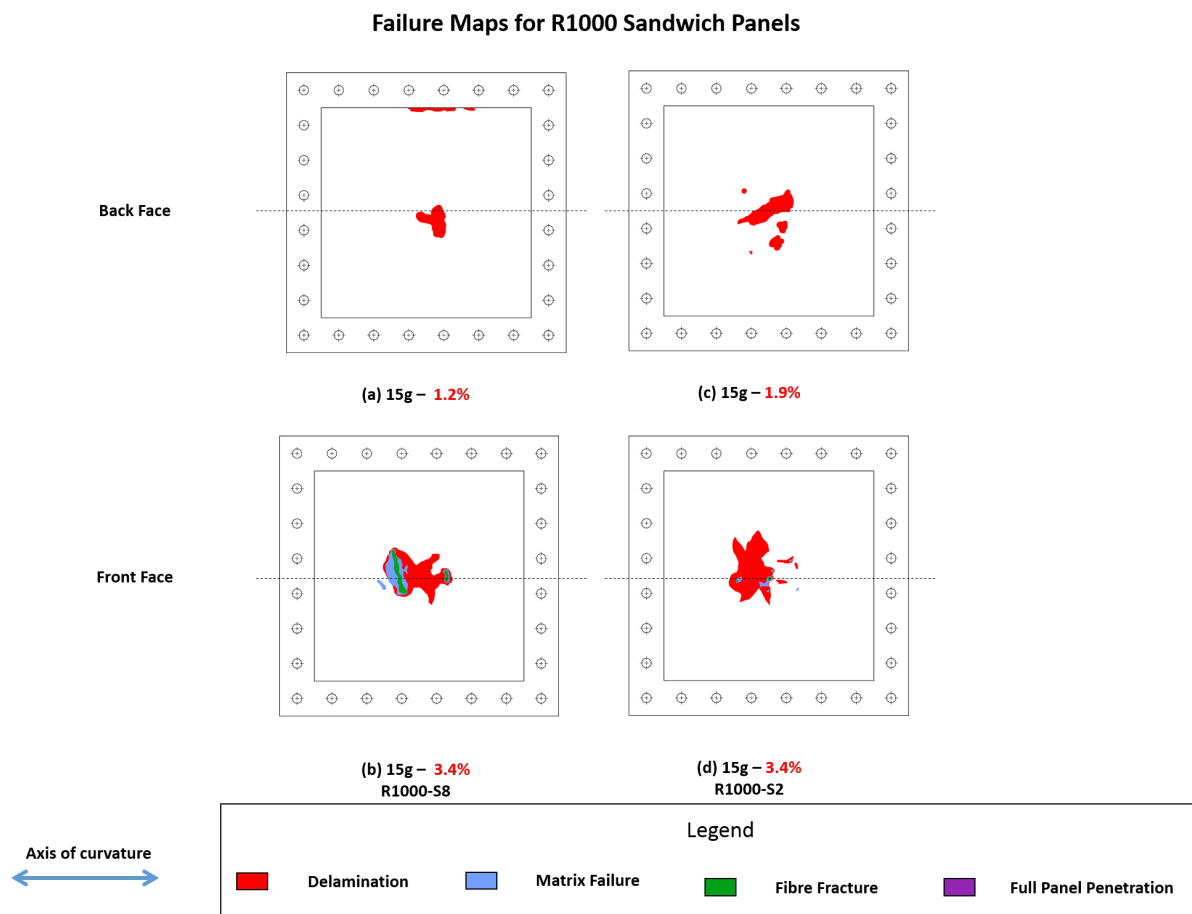 Failure Maps for R1000 Sandwich Panels
Back Face
(a) 15g – 1.2%
(c) 15g – 1.9%
Front Face
(b) 15g – 3.4%
R1000-S8
(d) 15g – 3.4%
R1000-S2
Legend
Axis of curvature
Delamination
Matrix Failure
Fibre Fracture
Full Panel Penetration